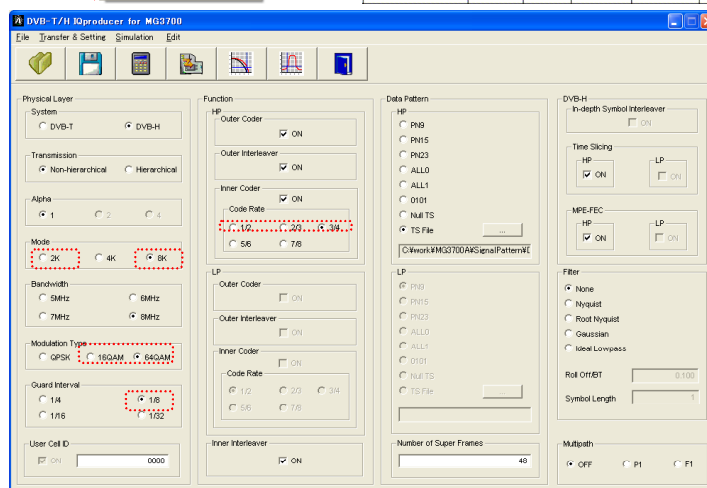 DVB-T/H IQproducer for MG3700
File Transfer & Setting Simulation Edit
Physical Layer
System
DVB-T DVB-H
Transmission
Non-hierarchical Hierarchical
Alpha
1 2 4
Mode
2K 4K 8K
Bandwidth
5MHz 6MHz
7MHz 8MHz
Modulation Type
QPSK 16QAM 64QAM
Guard Interval
1/4 1/8
1/16 1/32
User Cell ID
ON 0000
Function
HP
Outer Coder
ON
Outer Interleaver
ON
Inner Coder
ON
Code Rate
1/2 2/3 3/4
5/6 7/8
LP
Outer Coder
ON
Outer Interleaver
ON
Inner Coder
ON
Code Rate
1/2 2/3 3/4
5/6 7/8
Inner Interleaver
ON
Data Pattern
HP
PN9
PN15
PN23
ALL0
ALL1
0101
Null TS
TS File ...
C:¥work¥MG3700A¥SignalPattern¥D
LP
PN9
PN15
PN23
ALL0
ALL1
0101
Null TS
TS File ...
Number of Super Frames
48
DVB-H
In-depth Symbol Interleaver
ON
Time Slicing
HP LP
ON ON
MPE-FEC
HP LP
ON ON
Filter
None
Nyquist
Root Nyquist
Gaussian
Ideal Lowpass
Roll Off/BT 0.100
Symbol Length 1
Multipath
OFF P1 F1